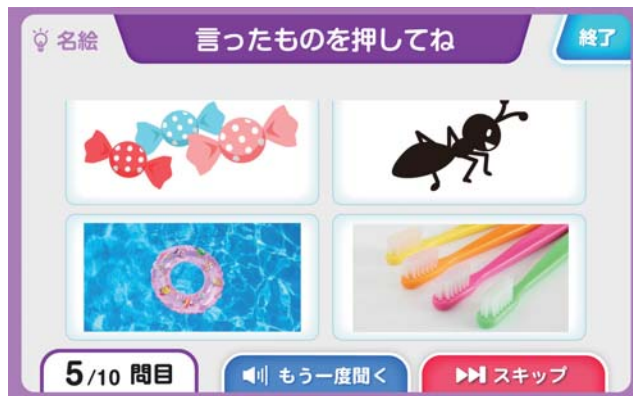 名絵
言ったものを押してね
終了
5/10 問目
もう一度聞く
スキップ